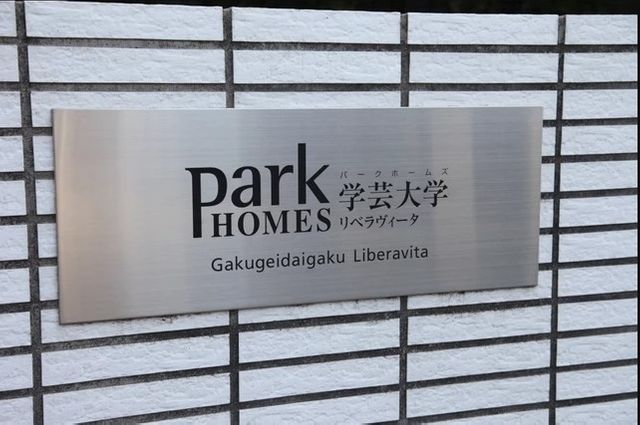 park
HOMES
パークホームズ
学芸大学
リベラヴィータ
Gakugeidaigaku Liberavita